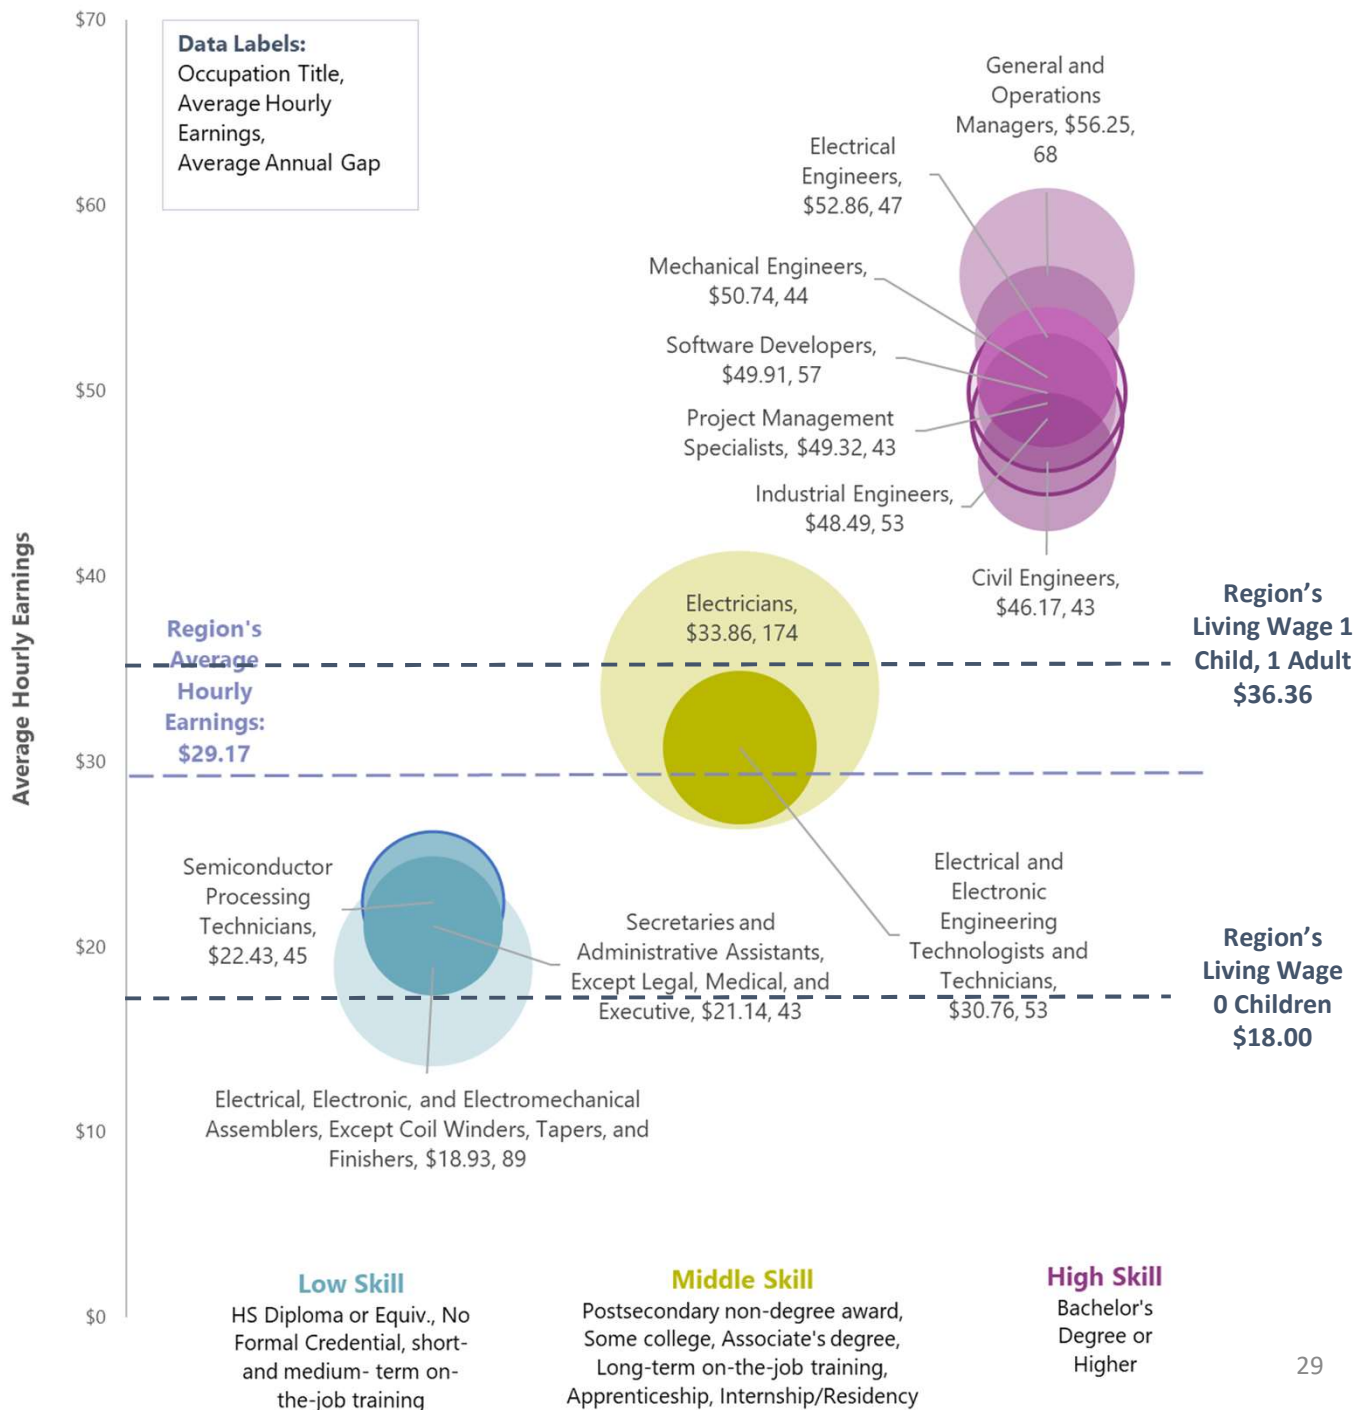 $70
Data Labels:
Occupation Title,
Average Hourly
Earnings,
Average Annual Gap
General and
Operations
Managers, $56.25,
68
Electrical
Engineers,
$52.86, 47
$60
Mechanical Engineers,
$50.74, 44
Software Developers,
$49.91, 57
$50
Project Management
Specialists, $49.32, 43
Industrial Engineers,
$48.49, 53
Civil Engineers,
$46.17, 43
Average Hourly Earnings
$40
Electricians,
$33.86, 174
Region's
Average
Hourly
Earnings:
$29.17
Region’s
Living Wage 1
Child, 1 Adult
$36.36
$30
Semiconductor
Processing
Technicians,
$22.43, 45
Secretaries and
Administrative Assistants,
Except Legal, Medical, and
Executive, $21.14, 43
Electrical and
Electronic
Engineering
Technologists and
Technicians,
$30.76, 53
Region’s
Living Wage
0 Children
$18.00
$20
Electrical, Electronic, and Electromechanical
Assemblers, Except Coil Winders, Tapers, and
Finishers, $18.93, 89
$10
$0
Low Skill
HS Diploma or Equiv., No
Formal Credential, short-
and medium- term on-
the-job training
Middle Skill
Postsecondary non-degree award,
Some college, Associate's degree,
Long-term on-the-job training,
Apprenticeship, Internship/Residency
High Skill
Bachelor's
Degree or
Higher
29